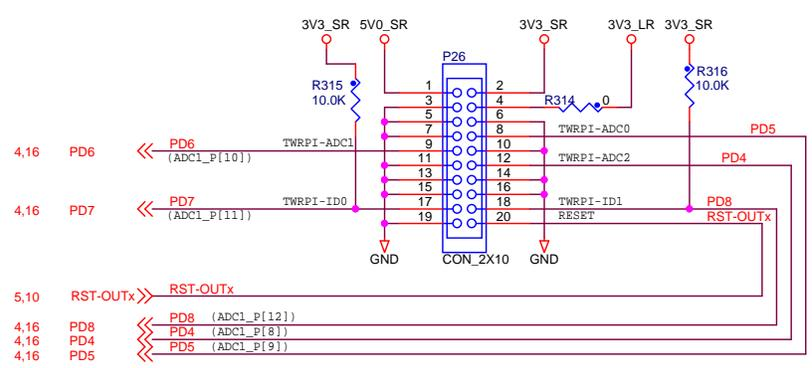 3V3_SR 5V0_SR 3V3_SR 3V3_LR 3V3_SR
P26
R315
10.0K
R316
10.0K
1 2
3 4 R314 0
5 6
7 8 TWRPI-ADC0 PD5
4,16 PD6 PD6 TWRPI-ADC1 9 10
(ADC1_P[10])
11 12 TWRPI-ADC2 PD4
13 14
15 16
4,16 PD7 PD7 TWRPI-ID0 17 18 TWRPI-ID1 PD8
(ADC1_P[11])
19 20 RESET RST-OUTx
GND CON_2X10 GND
5,10 RST-OUTx RST-OUTx
4,16 PD8 PD8 (ADC1_P[12])
4,16 PD4 PD4 (ADC1_P[8])
4,16 PD5 PD5 (ADC1_P[9])